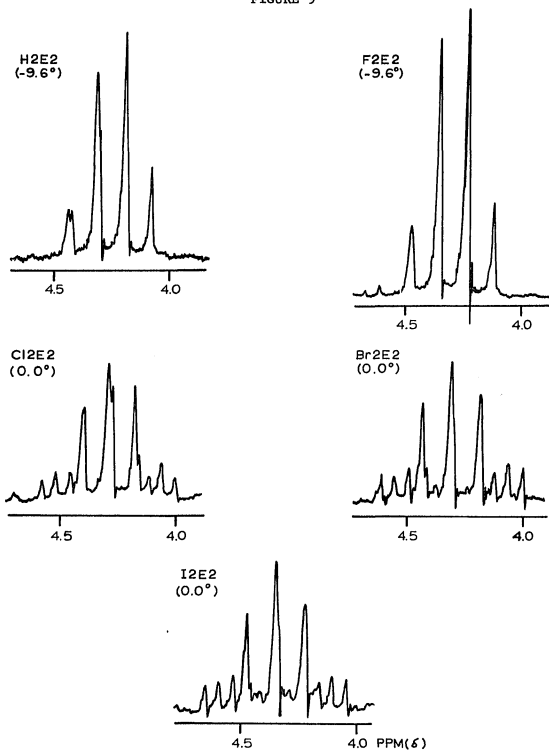 FIGURE 9
H2E2
(-9.6°)
F2E2
(-9.6°)
4.5 4.0
4.5 4.0
Cl2E2
(0.0°)
Br2E2
(0.0°)
4.5 4.0
4.5 4.0
I2E2
(0.0°)
4.5 4.0 PPM(δ)